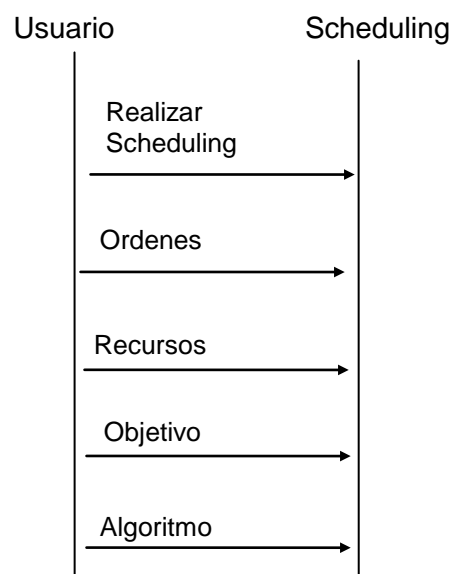 Usuario
Scheduling
Realizar
Scheduling
Ordenes
Recursos
Objetivo
Algoritmo